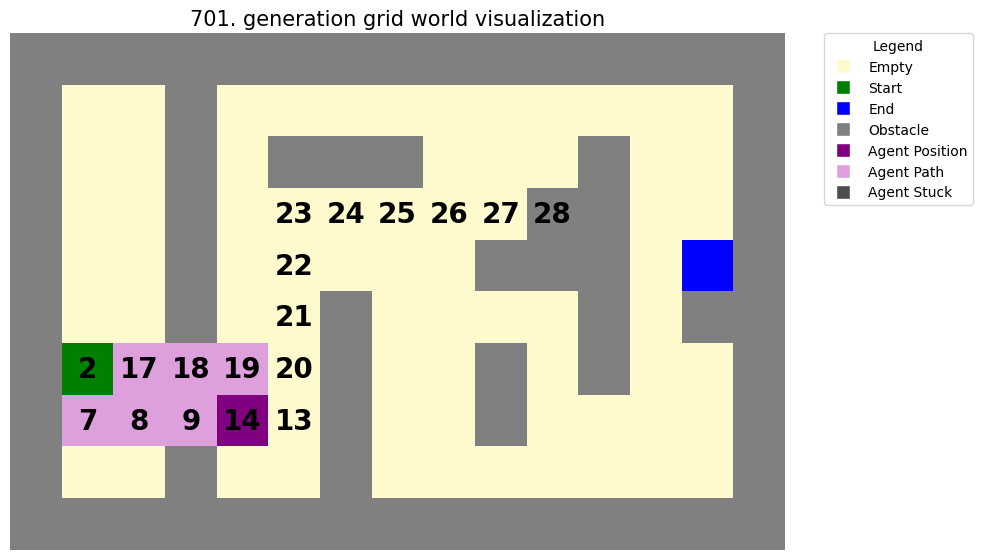 701. generation grid world visualization
23 24 25 26 27 28
22
21
2 17 18 19 20
7 8 9 14 13
Legend
Empty
Start
End
Obstacle
Agent Position
Agent Path
Agent Stuck